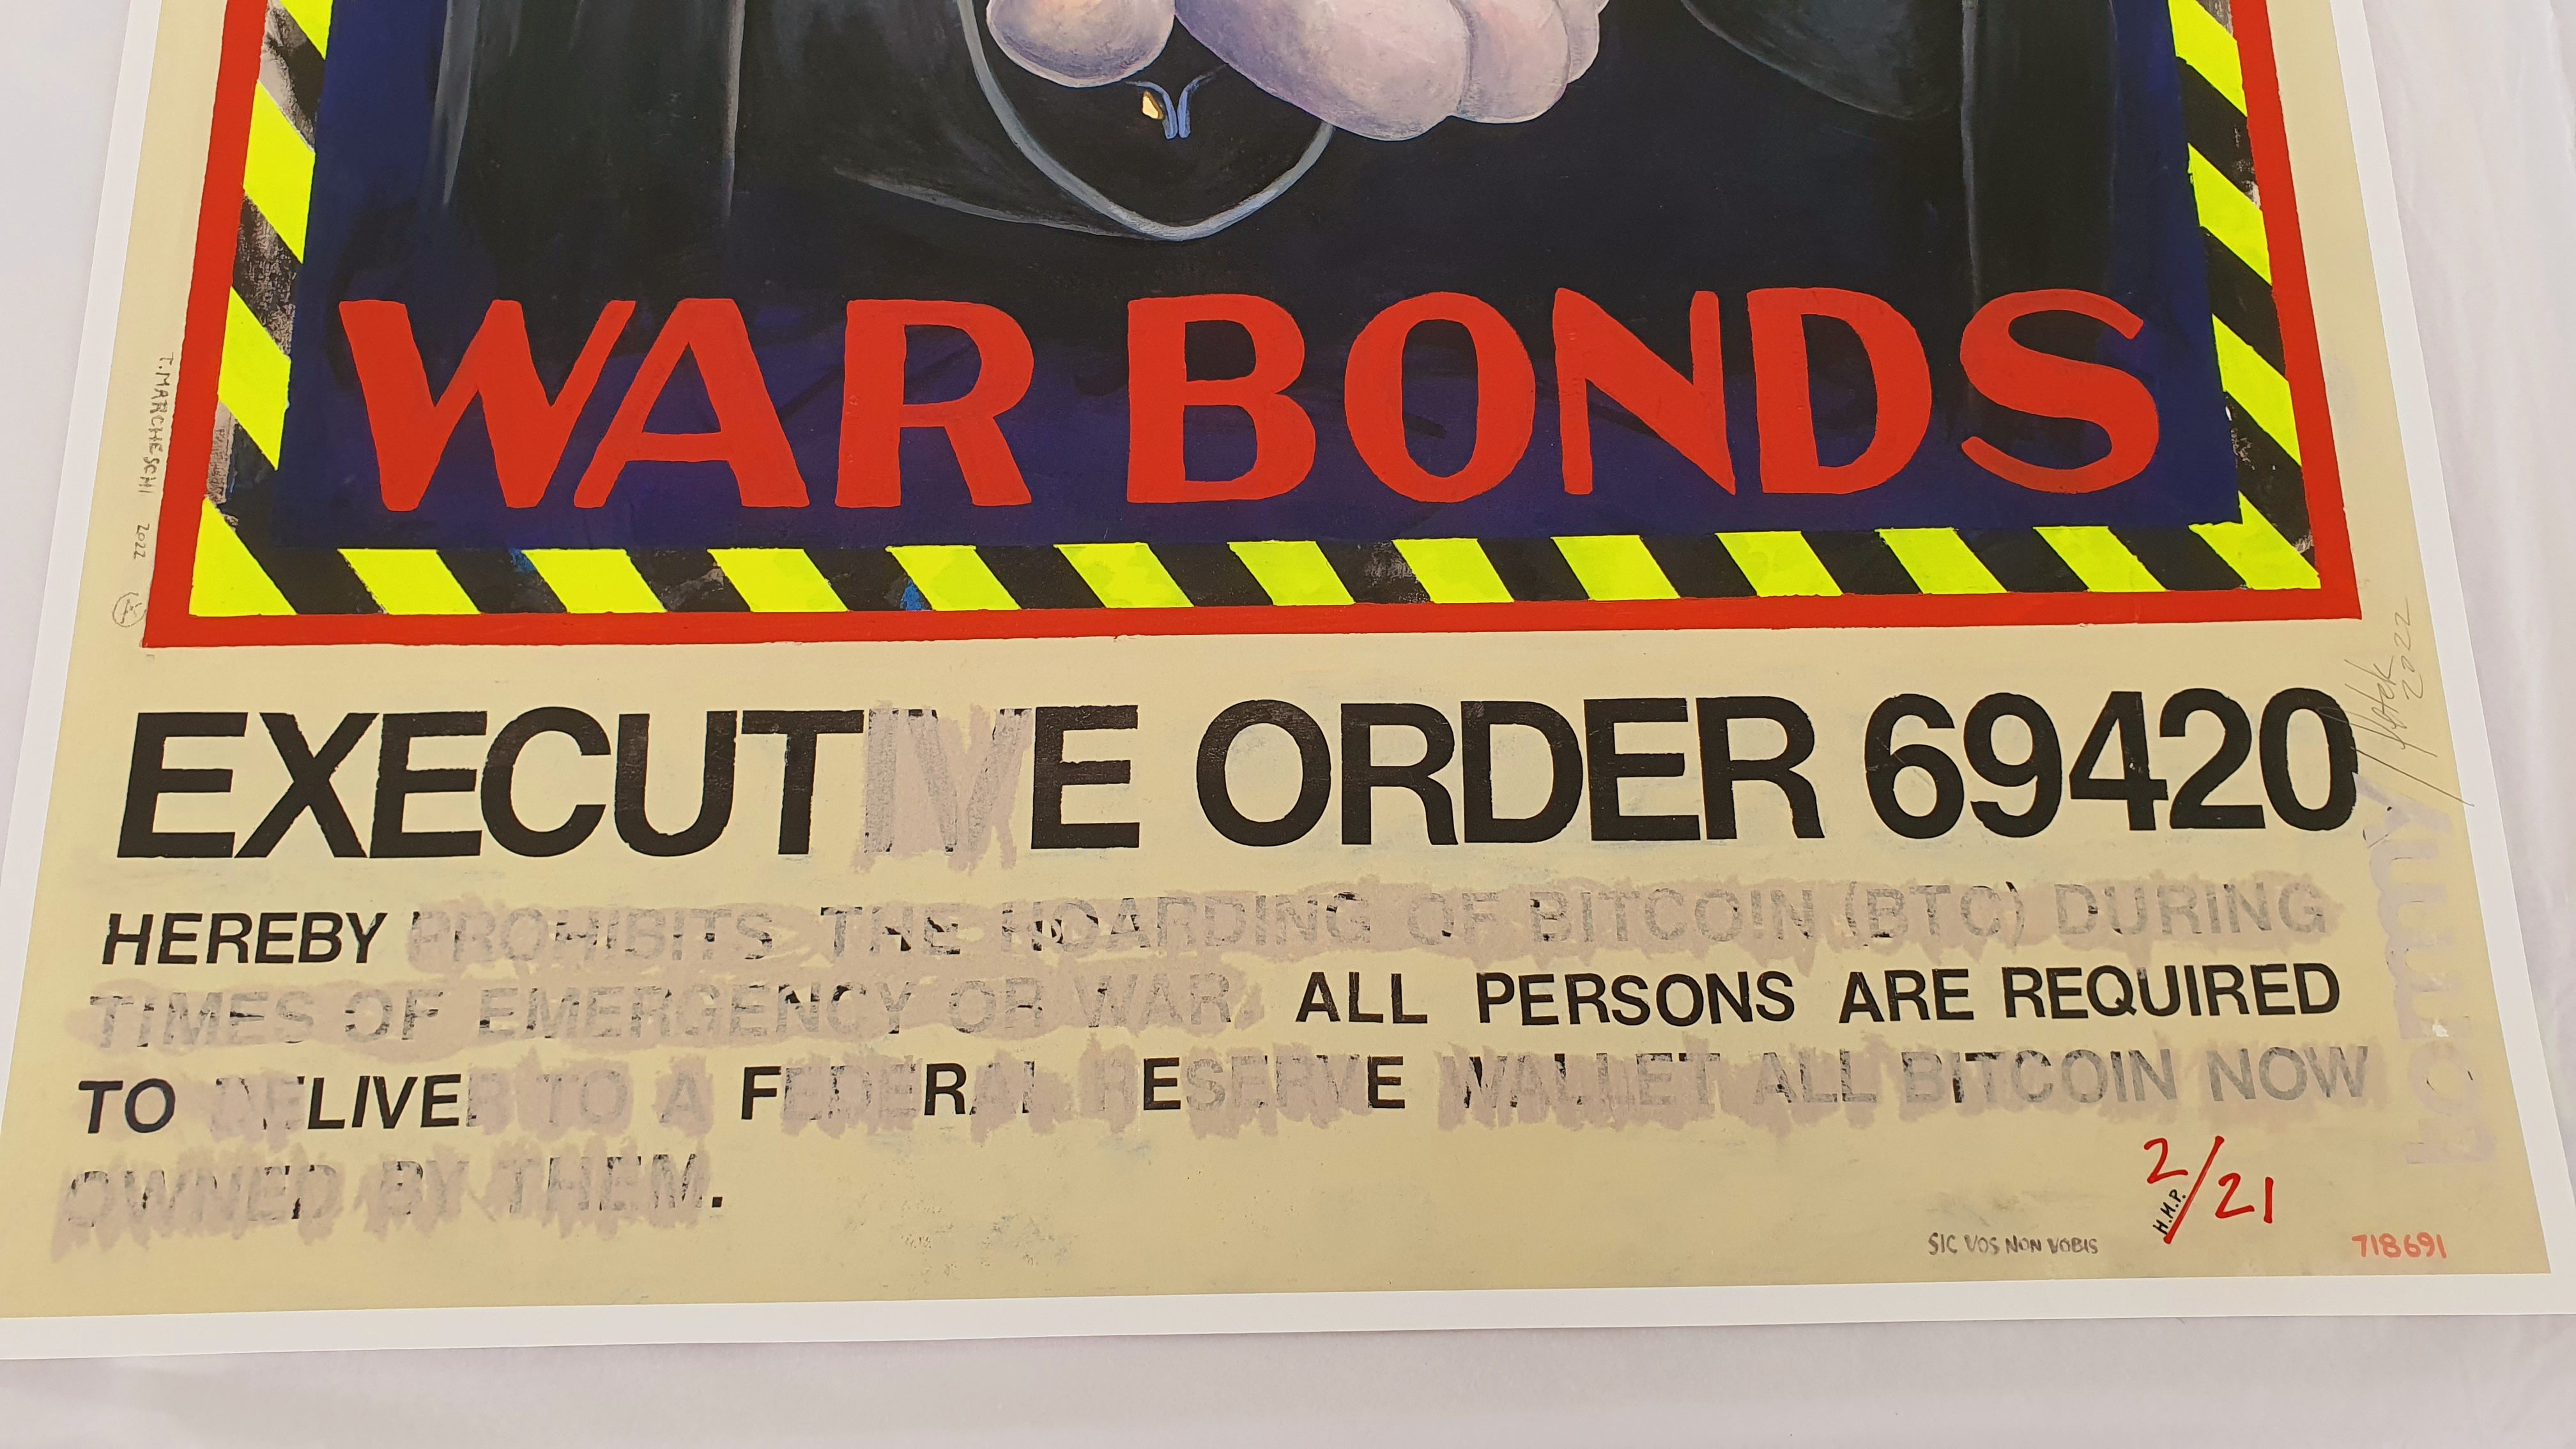 WAR BONDS
T. MARCHESCHI 2022
EXECUTIVE ORDER 69420
HEREBY PROHIBITS THE HOARDING OF BITCOIN (BTC) DURING
TIMES OF EMERGENCY OR WAR. ALL PERSONS ARE REQUIRED
TO DELIVER TO A FEDERAL RESERVE WALLET ALL BITCOIN NOW
OWNED BY THEM.
2022
2/21
H.M.P.
SIC VOS NON VOBIS
718691